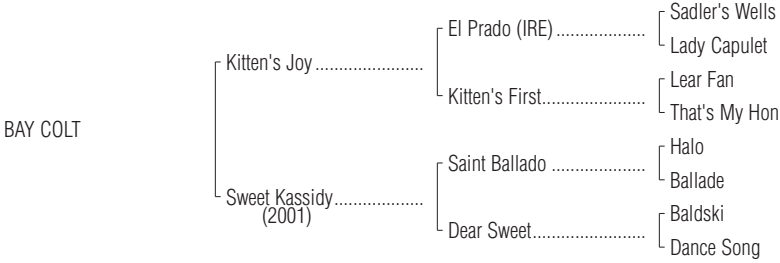 Sadler's Wells
El Prado (IRE)
Lady Capulet
Kitten's Joy
Lear Fan
Kitten's First
That's My Hon
BAY COLT
Halo
Saint Ballado
Ballade
Sweet Kassidy
(2001)
Baldski
Dear Sweet
Dance Song